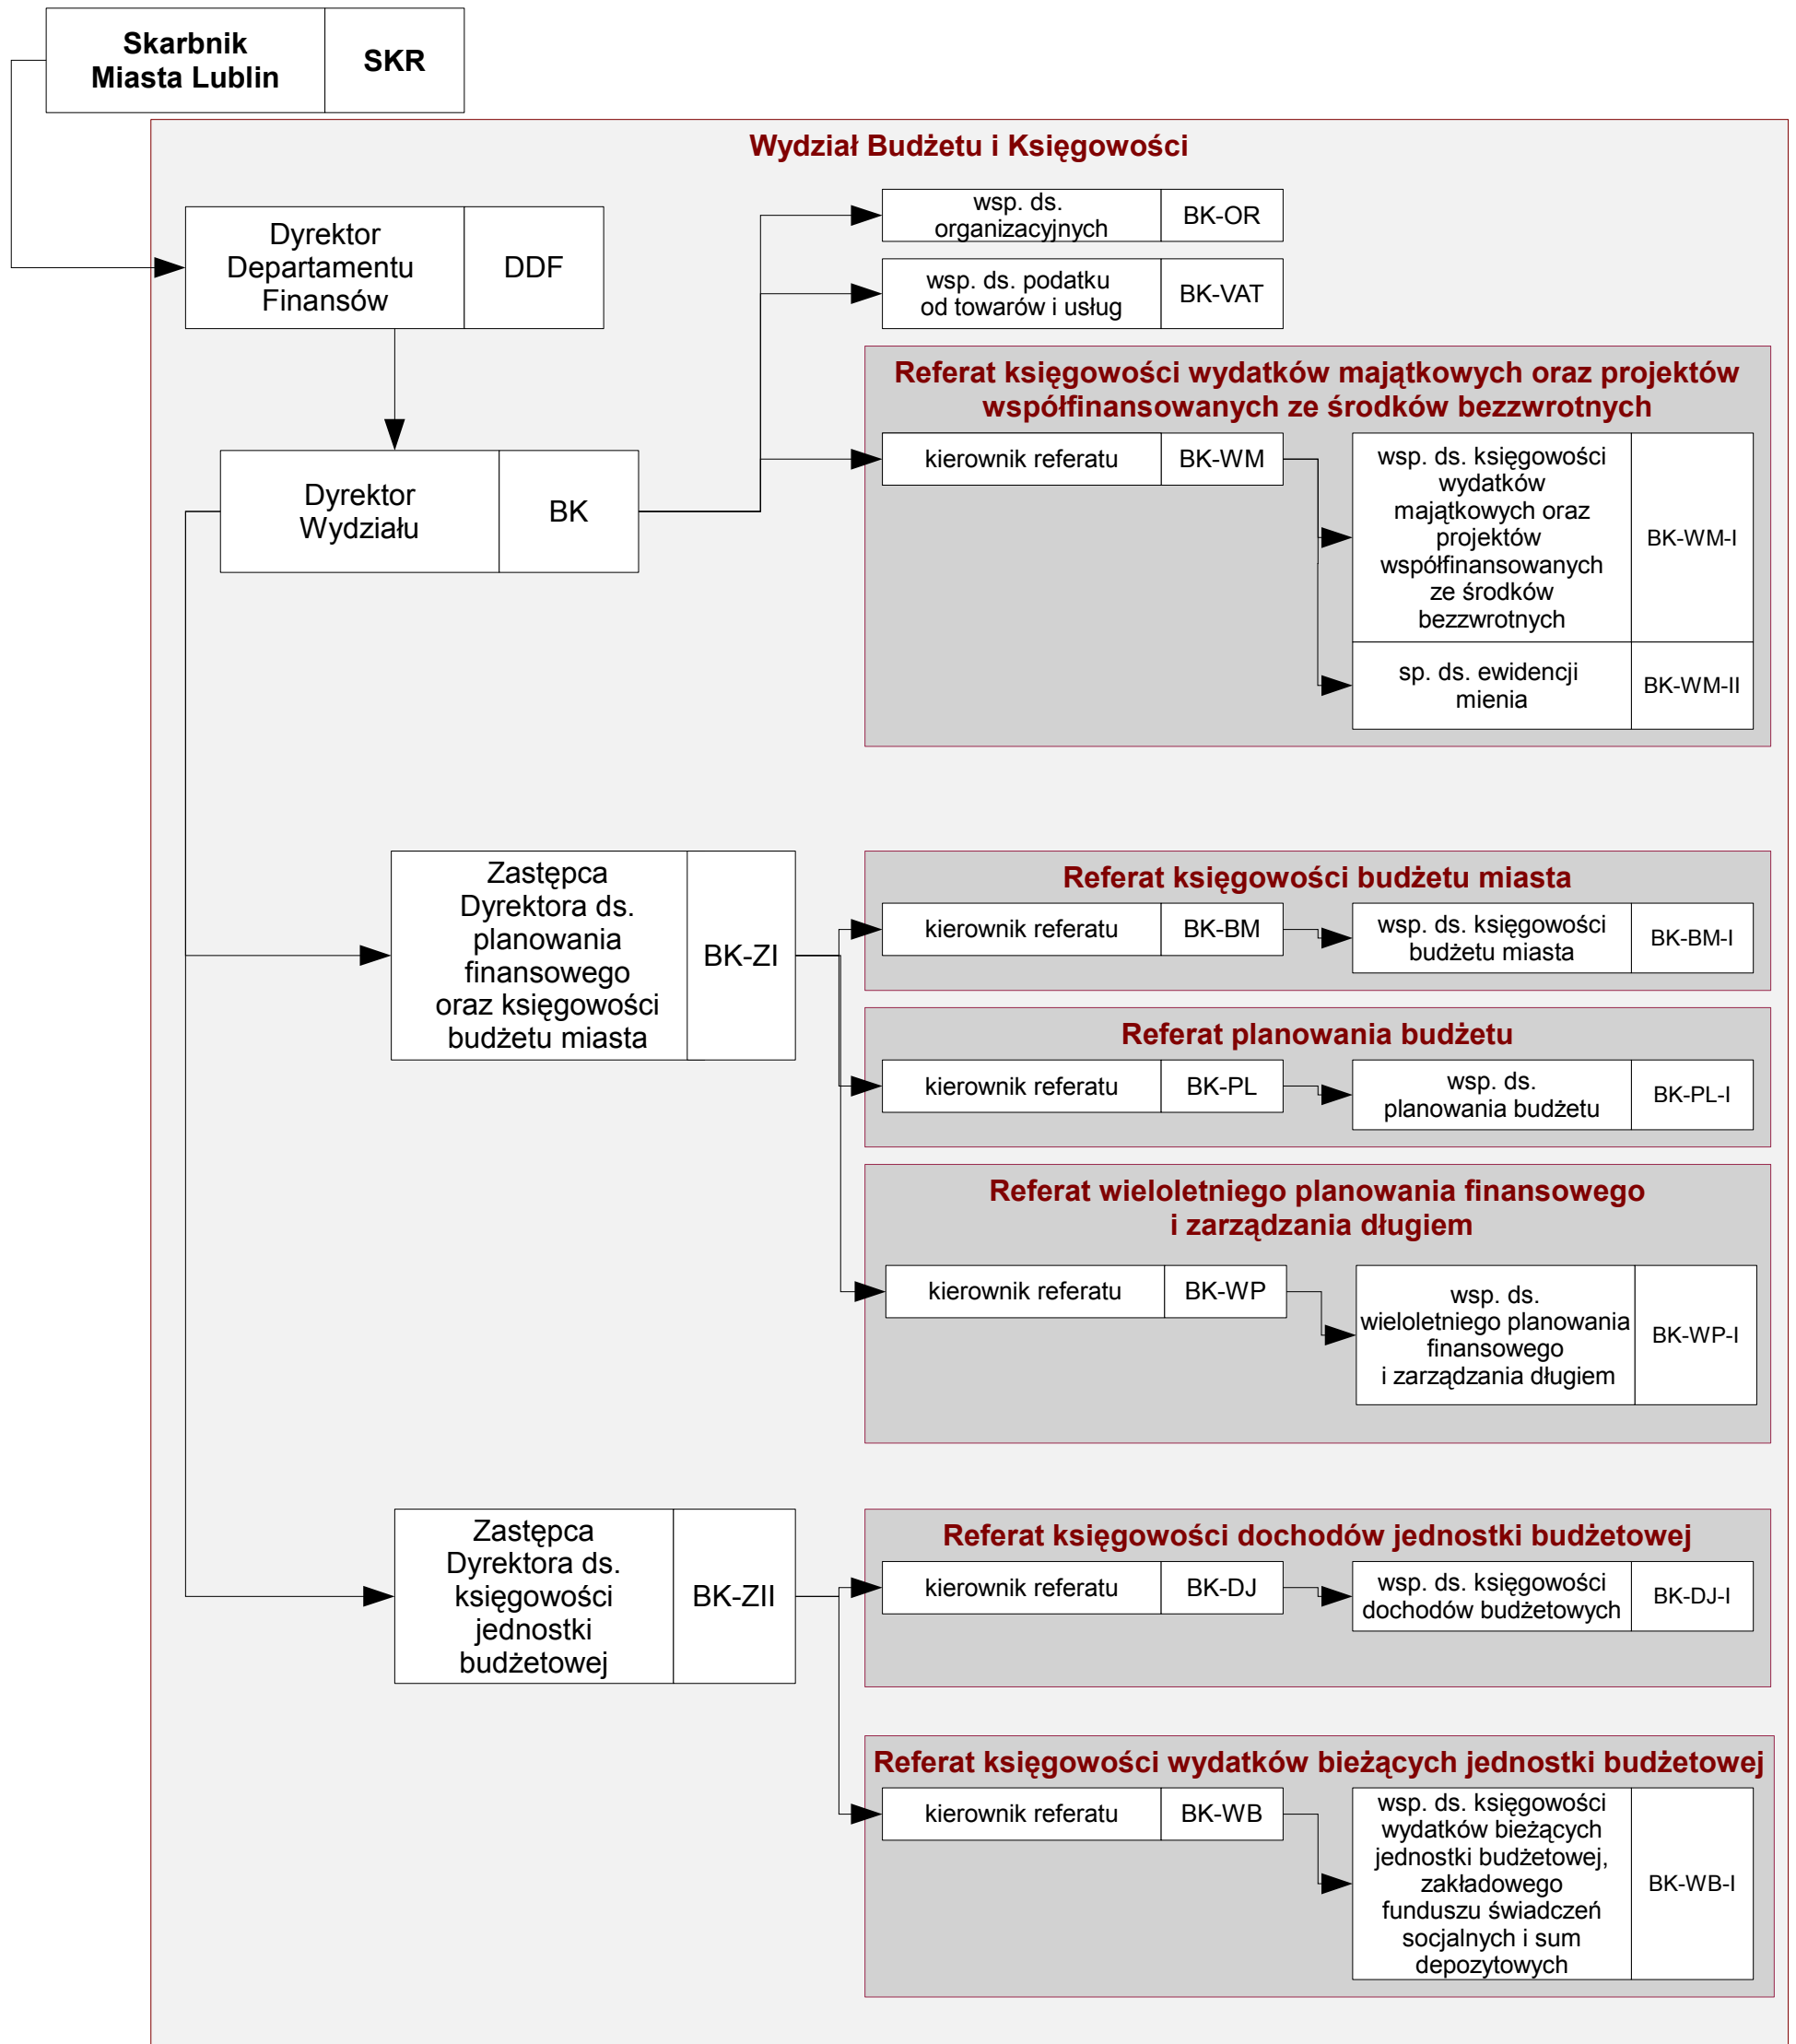 Skarbnik
Miasta Lublin
SKR
Wydział Budżetu i Księgowości
Dyrektor
Departamentu
Finansów
DDF
wsp. ds.
organizacyjnych
BK-OR
wsp. ds. podatku
od towarów i usług
BK-VAT
Dyrektor
Wydziału
BK
Referat księgowości wydatków majątkowych oraz projektów
współfinansowanych ze środków bezzwrotnych
kierownik referatu
BK-WM
wsp. ds. księgowości
wydatków
majątkowych oraz
projektów
współfinansowanych
ze środków
bezzwrotnych
BK-WM-I
sp. ds. ewidencji
mienia
BK-WM-II
Zastępca
Dyrektora ds.
planowania
finansowego
oraz księgowości
budżetu miasta
BK-ZI
Referat księgowości budżetu miasta
kierownik referatu
BK-BM
wsp. ds. księgowości
budżetu miasta
BK-BM-I
Referat planowania budżetu
kierownik referatu
BK-PL
wsp. ds.
planowania budżetu
BK-PL-I
Referat wieloletniego planowania finansowego
i zarządzania długiem
kierownik referatu
BK-WP
wsp. ds.
wieloletniego planowania
finansowego
i zarządzania długiem
BK-WP-I
Zastępca
Dyrektora ds.
księgowości
jednostki
budżetowej
BK-ZII
Referat księgowości dochodów jednostki budżetowej
kierownik referatu
BK-DJ
wsp. ds. księgowości
dochodów budżetowych
BK-DJ-I
Referat księgowości wydatków bieżących jednostki budżetowej
kierownik referatu
BK-WB
wsp. ds. księgowości
wydatków bieżących
jednostki budżetowej,
zakładowego
funduszu świadczeń
socjalnych i sum
depozytowych
BK-WB-I